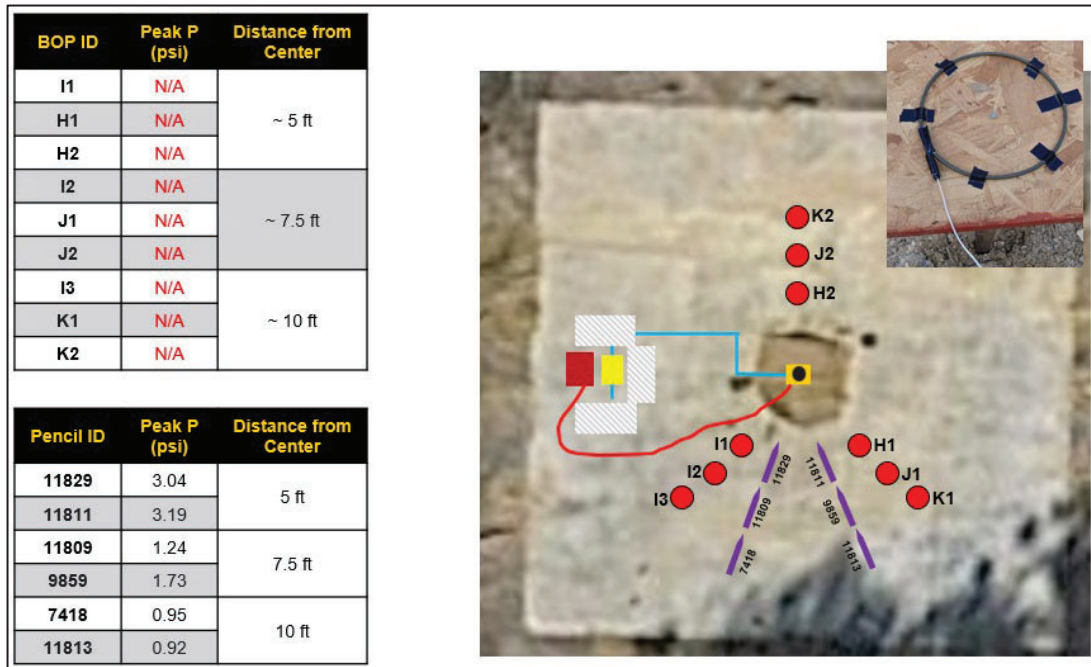 BOP ID Peak P (psi) Distance from Center
I1 N/A ~ 5 ft
H1 N/A
H2 N/A
I2 N/A ~ 7.5 ft
J1 N/A
J2 N/A
I3 N/A ~ 10 ft
K1 N/A
K2 N/A
Pencil ID Peak P (psi) Distance from Center
11829 3.04 5 ft
11811 3.19
11809 1.24 7.5 ft
9859 1.73
7418 0.95 10 ft
11813 0.92
K2
J2
H2
I1
H1
I2
J1
I3
K1
11829
11809
7418
11811
9859
11813